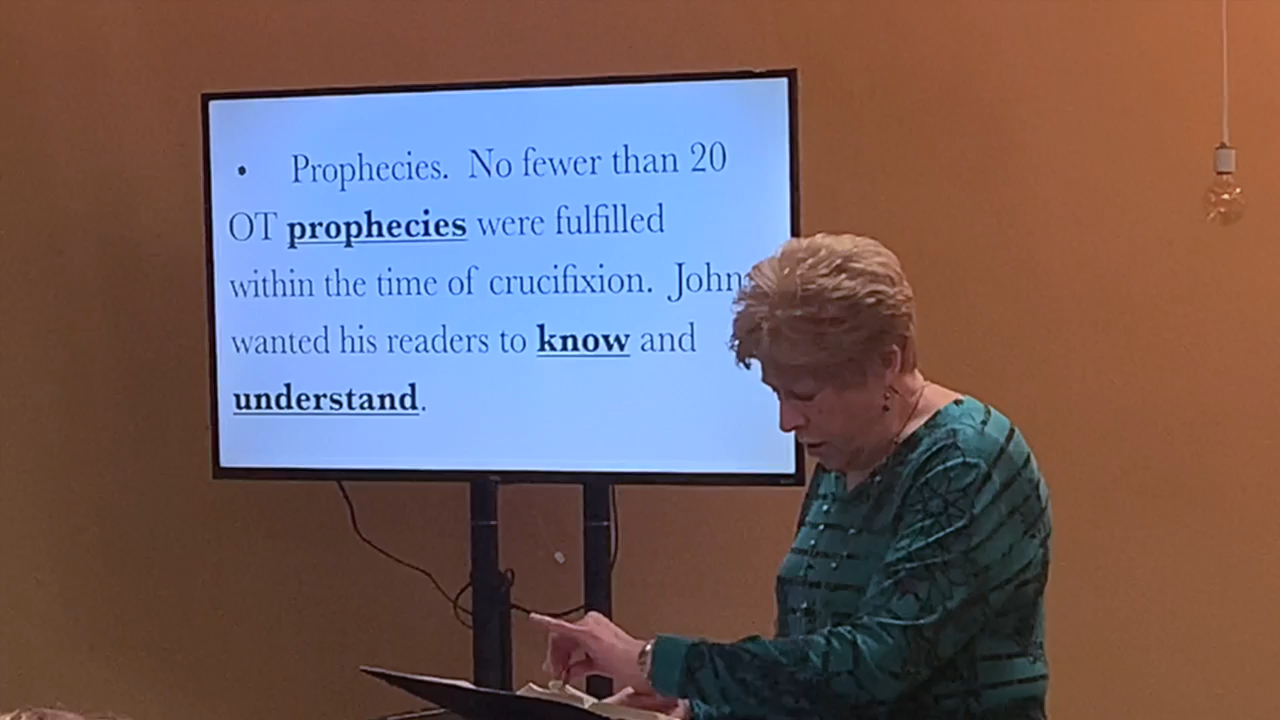 • Prophecies. No fewer than 20
OT prophecies were fulfilled
within the time of crucifixion. John
wanted his readers to know and
understand.